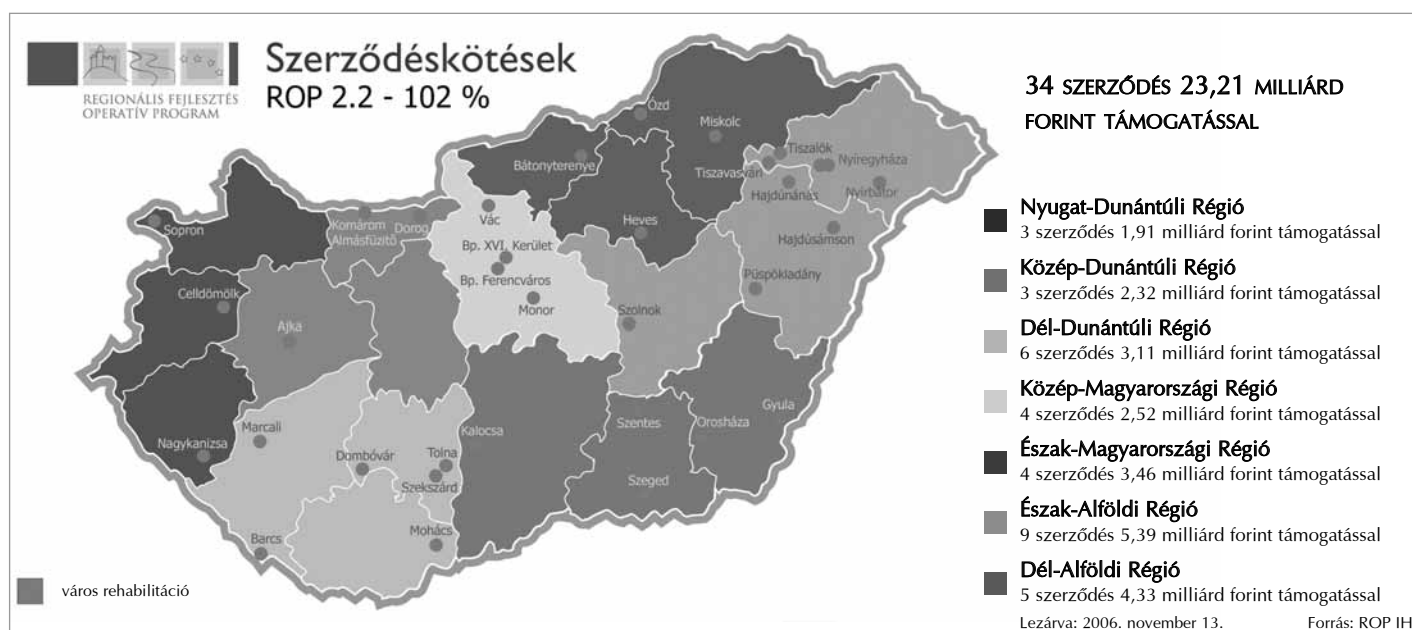 REGIONÁLIS FEJLESZTÉS
OPERATÍV PROGRAM
Szerződéskötések
ROP 2.2 - 102 %
34 SZERZŐDÉS 23,21 MILLIÁRD
FORINT TÁMOGATÁSSAL
Ózd
Miskolc
Bátonyterenye
Tiszalök
Tiszavasvári
Nyíregyháza
Hajdúnánás
Nyírbátor
Vác
Heves
Sopron
Komárom
Dorog
Almásfüzítő
Bp. XVI. Kerület
Hajdúsámson
Bp. Ferencváros
Püspökladány
Celldömölk
Monor
Szolnok
Ajka
Gyula
Marcali
Kalocsa
Szentes
Orosháza
Nagykanizsa
Dombóvár
Tolna
Szekszárd
Szeged
Mohács
Barcs
város rehabilitáció
Nyugat-Dunántúli Régió
3 szerződés 1,91 milliárd forint támogatással
Közép-Dunántúli Régió
3 szerződés 2,32 milliárd forint támogatással
Dél-Dunántúli Régió
6 szerződés 3,11 milliárd forint támogatással
Közép-Magyarországi Régió
4 szerződés 2,52 milliárd forint támogatással
Észak-Magyarországi Régió
4 szerződés 3,46 milliárd forint támogatással
Észak-Alföldi Régió
9 szerződés 5,39 milliárd forint támogatással
Dél-Alföldi Régió
5 szerződés 4,33 milliárd forint támogatással
Lezárva: 2006. november 13.
Forrás: ROP IH